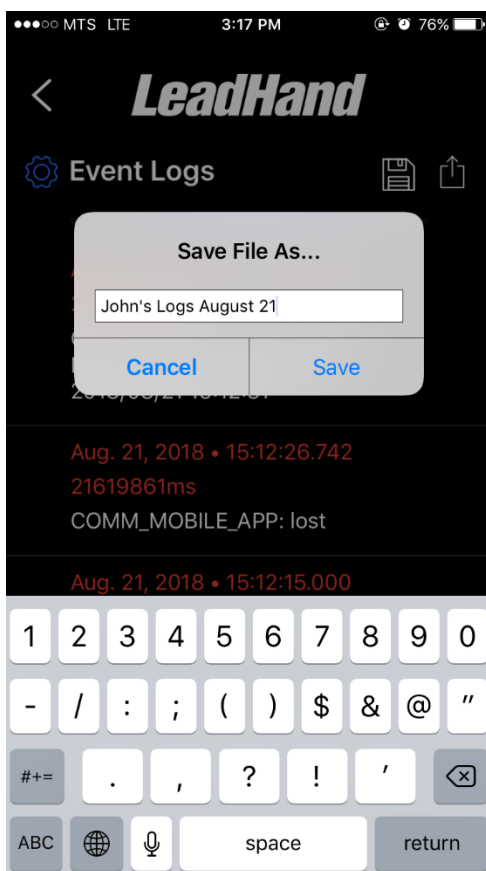 MTS LTE 3:17 PM 76%
LeadHand
Event Logs
Save File As...
John's Logs August 21
Cancel Save
Aug. 21, 2018 • 15:12:26.742
21619861ms
COMM_MOBILE_APP: lost
Aug. 21, 2018 • 15:12:15.000
1 2 3 4 5 6 7 8 9 0
- / : ; ( ) $ & @ "
#+= . , ? ! '
ABC space return